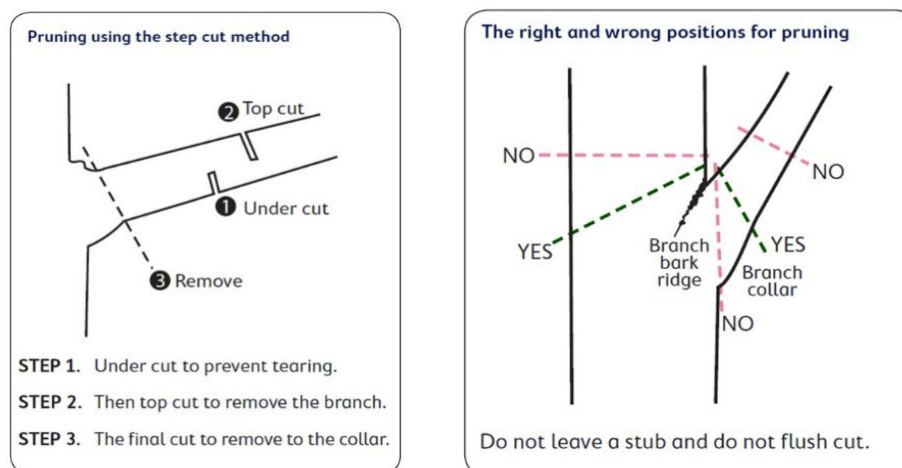 Pruning using the step cut method
❷ Top cut
❶ Under cut
❸ Remove
STEP 1. Under cut to prevent tearing.
STEP 2. Then top cut to remove the branch.
STEP 3. The final cut to remove to the collar.
The right and wrong positions for pruning
NO
NO
YES
Branch
bark
ridge
YES
Branch
collar
NO
Do not leave a stub and do not flush cut.